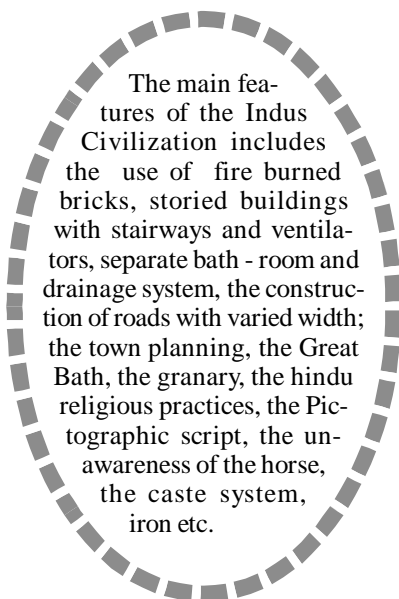 The main fea-
tures of the Indus
Civilization includes
the use of fire burned
bricks, storied buildings
with stairways and ventila-
tors, separate bath - room and
drainage system, the construc-
tion of roads with varied width;
the town planning, the Great
Bath, the granary, the hindu
religious practices, the Pic-
tographic script, the un-
awareness of the horse,
the caste system,
iron etc.